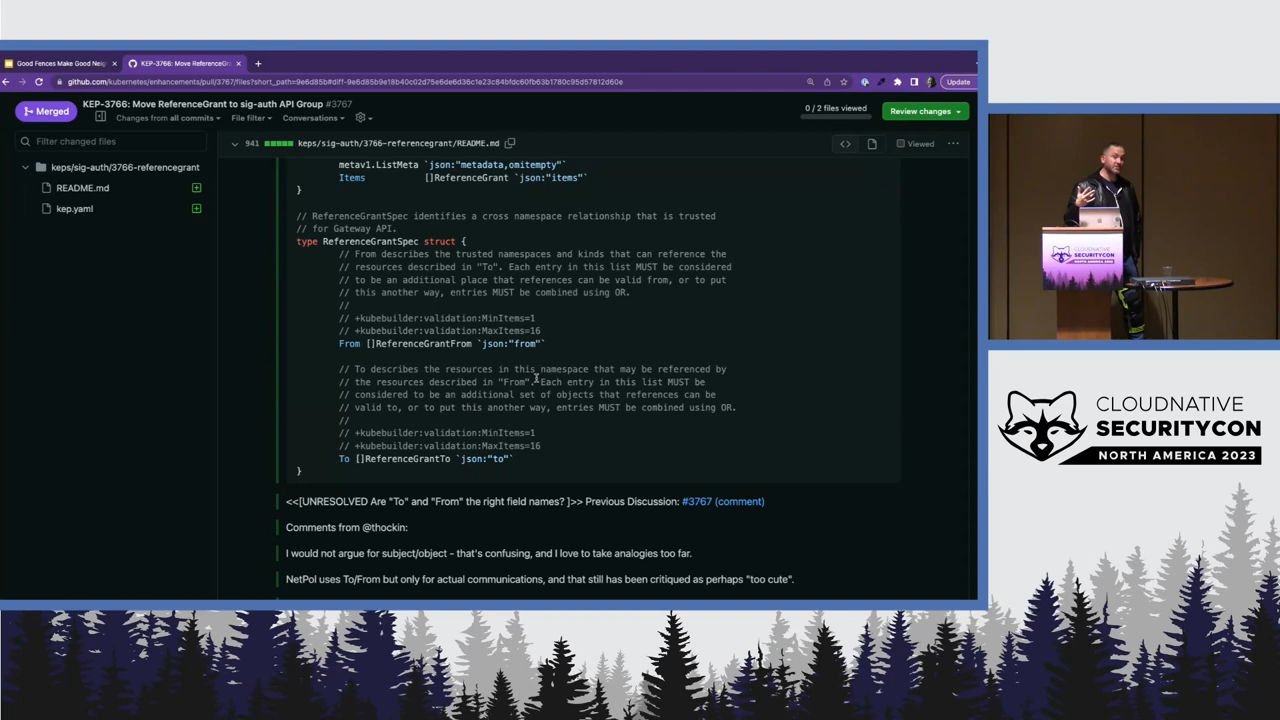 Good Fences Make Good Neig
KEP-3766: Move ReferenceGr
github.com/kubernetes/enhancements/pull/3767/files?short_path=9e6d85b#diff-9e6d85b9e18b40c02d75e6de6d36c1e23c84bfdc60fb63b1780c95d57812d60e
Update
Merged
KEP-3766: Move ReferenceGrant to sig-auth API Group #3767
Changes from all commits
File filter
Conversations
0 / 2 files viewed
Review changes
Filter changed files
941
keps/sig-auth/3766-referencegrant/README.md
Viewed
keps/sig-auth/3766-referencegrant
README.md
kep.yaml
metav1.ListMeta `json:"metadata,omitempty"`
Items []ReferenceGrant `json:"items"`
}
// ReferenceGrantSpec identifies a cross namespace relationship that is trusted
// for Gateway API.
type ReferenceGrantSpec struct {
// From describes the trusted namespaces and kinds that can reference the
// resources described in "To". Each entry in this list MUST be considered
// to be an additional place that references can be valid from, or to put
// this another way, entries MUST be combined using OR.
//
// +kubebuilder:validation:MinItems=1
// +kubebuilder:validation:MaxItems=16
From []ReferenceGrantFrom `json:"from"`
// To describes the resources in this namespace that may be referenced by
// the resources described in "From". Each entry in this list MUST be
// considered to be an additional set of objects that references can be
// valid to, or to put this another way, entries MUST be combined using OR.
//
// +kubebuilder:validation:MinItems=1
// +kubebuilder:validation:MaxItems=16
To []ReferenceGrantTo `json:"to"`
}
<<[UNRESOLVED Are "To" and "From" the right field names? ]>> Previous Discussion: #3767 (comment)
Comments from @thockin:
I would not argue for subject/object - that's confusing, and I love to take analogies too far.
NetPol uses To/From but only for actual communications, and that still has been critiqued as perhaps "too cute".
CLOUDNATIVE
SECURITYCON
CLOUDNATIVE
SECURITYCON
NORTH AMERICA 2023